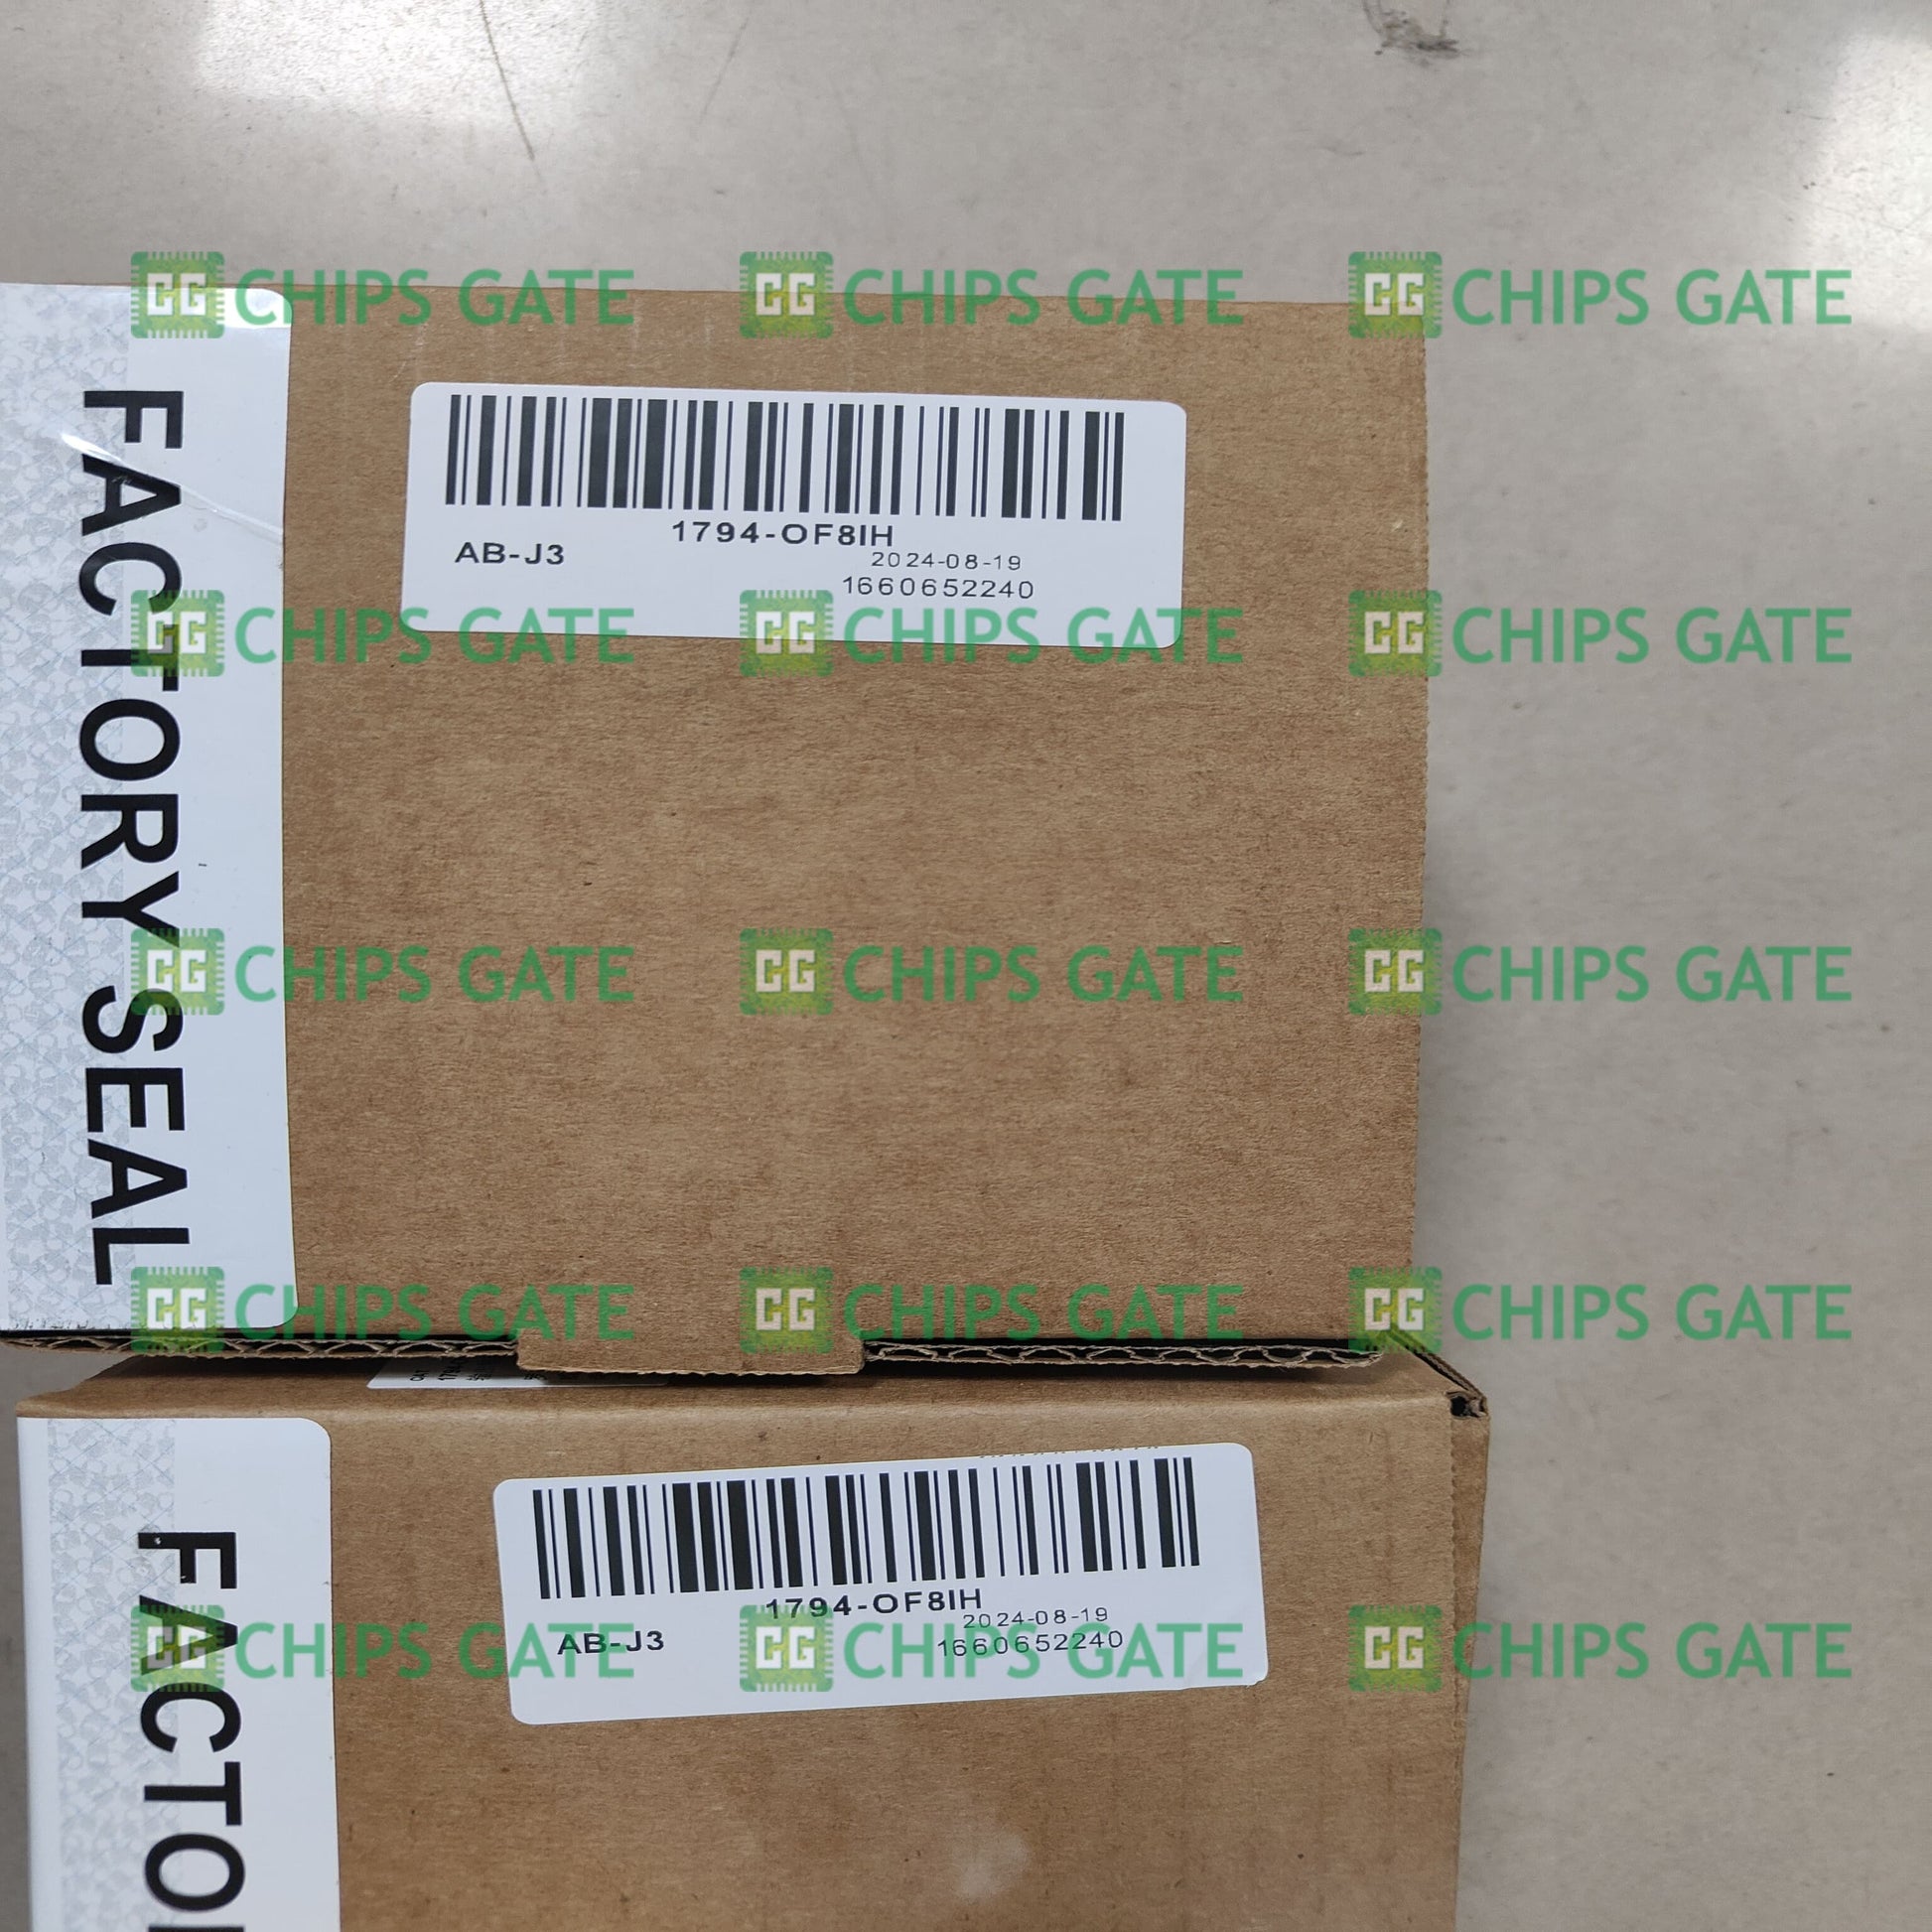 CG CHIPS GATE CG CHIPS GATE CG CHIPS GATE
FACTORY SEAL
1794-OF8IH
AB-J3
2024-08-19
1660652240
CG CHIPS GATE CG CHIPS GATE CG CHIPS GATE
CG CHIPS GATE CG CHIPS GATE CG CHIPS GATE
CG CHIPS GATE CG CHIPS GATE CG CHIPS GATE
1794-OF8IH
AB-J3
2024-08-19
1660652240
CG CHIPS GATE CG CHIPS GATE CG CHIPS GATE